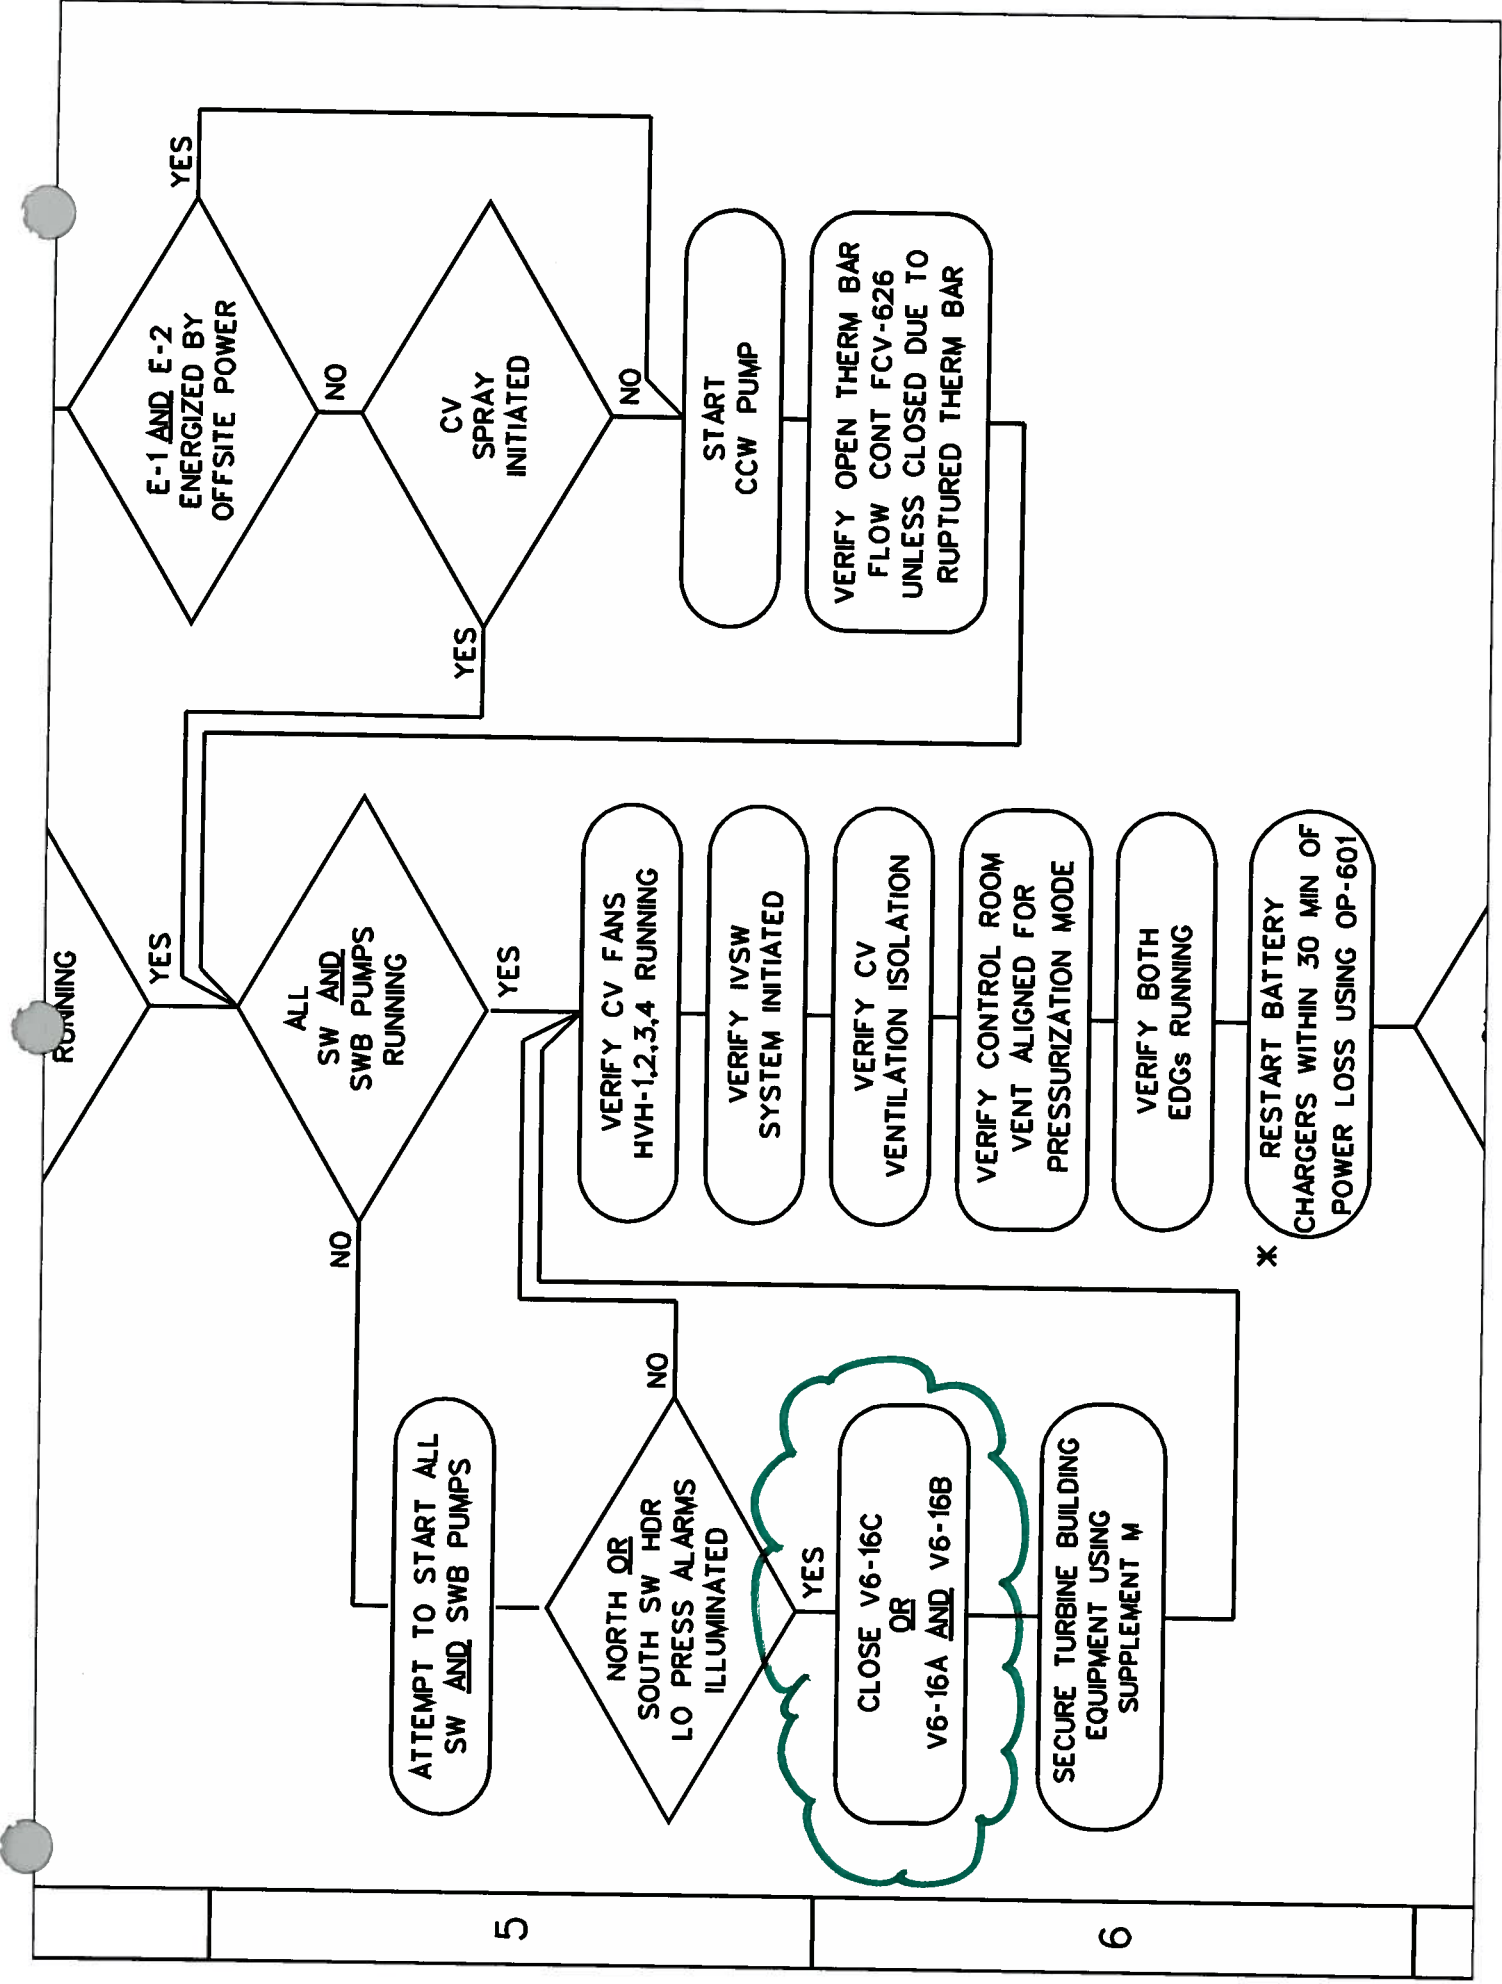 RUNNING
YES
ALL
SW AND
SWB PUMPS
RUNNING
NO
YES
ATTEMPT TO START ALL
SW AND SWB PUMPS
NORTH OR
SOUTH SW HDR
LO PRESS ALARMS
ILLUMINATED
NO
YES
CLOSE V6-16C
OR
V6-16A AND V6-16B
SECURE TURBINE BUILDING
EQUIPMENT USING
SUPPLEMENT M
VERIFY CV FANS
HVH-1,2,3,4 RUNNING
VERIFY IVSW
SYSTEM INITIATED
VERIFY CV
VENTILATION ISOLATION
VERIFY CONTROL ROOM
VENT ALIGNED FOR
PRESSURIZATION MODE
VERIFY BOTH
EDGs RUNNING
*
RESTART BATTERY
CHARGERS WITHIN 30 MIN OF
POWER LOSS USING OP-601
E-1 AND E-2
ENERGIZED BY
OFFSITE POWER
YES
NO
CV
SPRAY
INITIATED
YES
NO
START
CCW PUMP
VERIFY OPEN THERM BAR
FLOW CONT FCV-626
UNLESS CLOSED DUE TO
RUPTURED THERM BAR
5
6